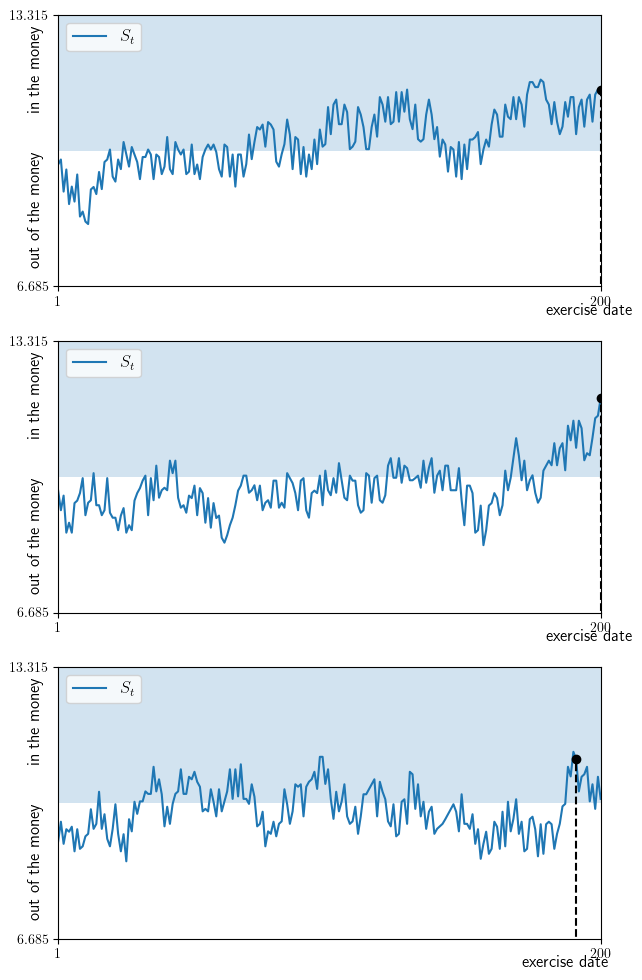 13.315
in the money
out of the money
S_t
6.685
1
200
exercise date
13.315
in the money
out of the money
S_t
6.685
1
200
exercise date
13.315
in the money
out of the money
S_t
6.685
1
200
exercise date